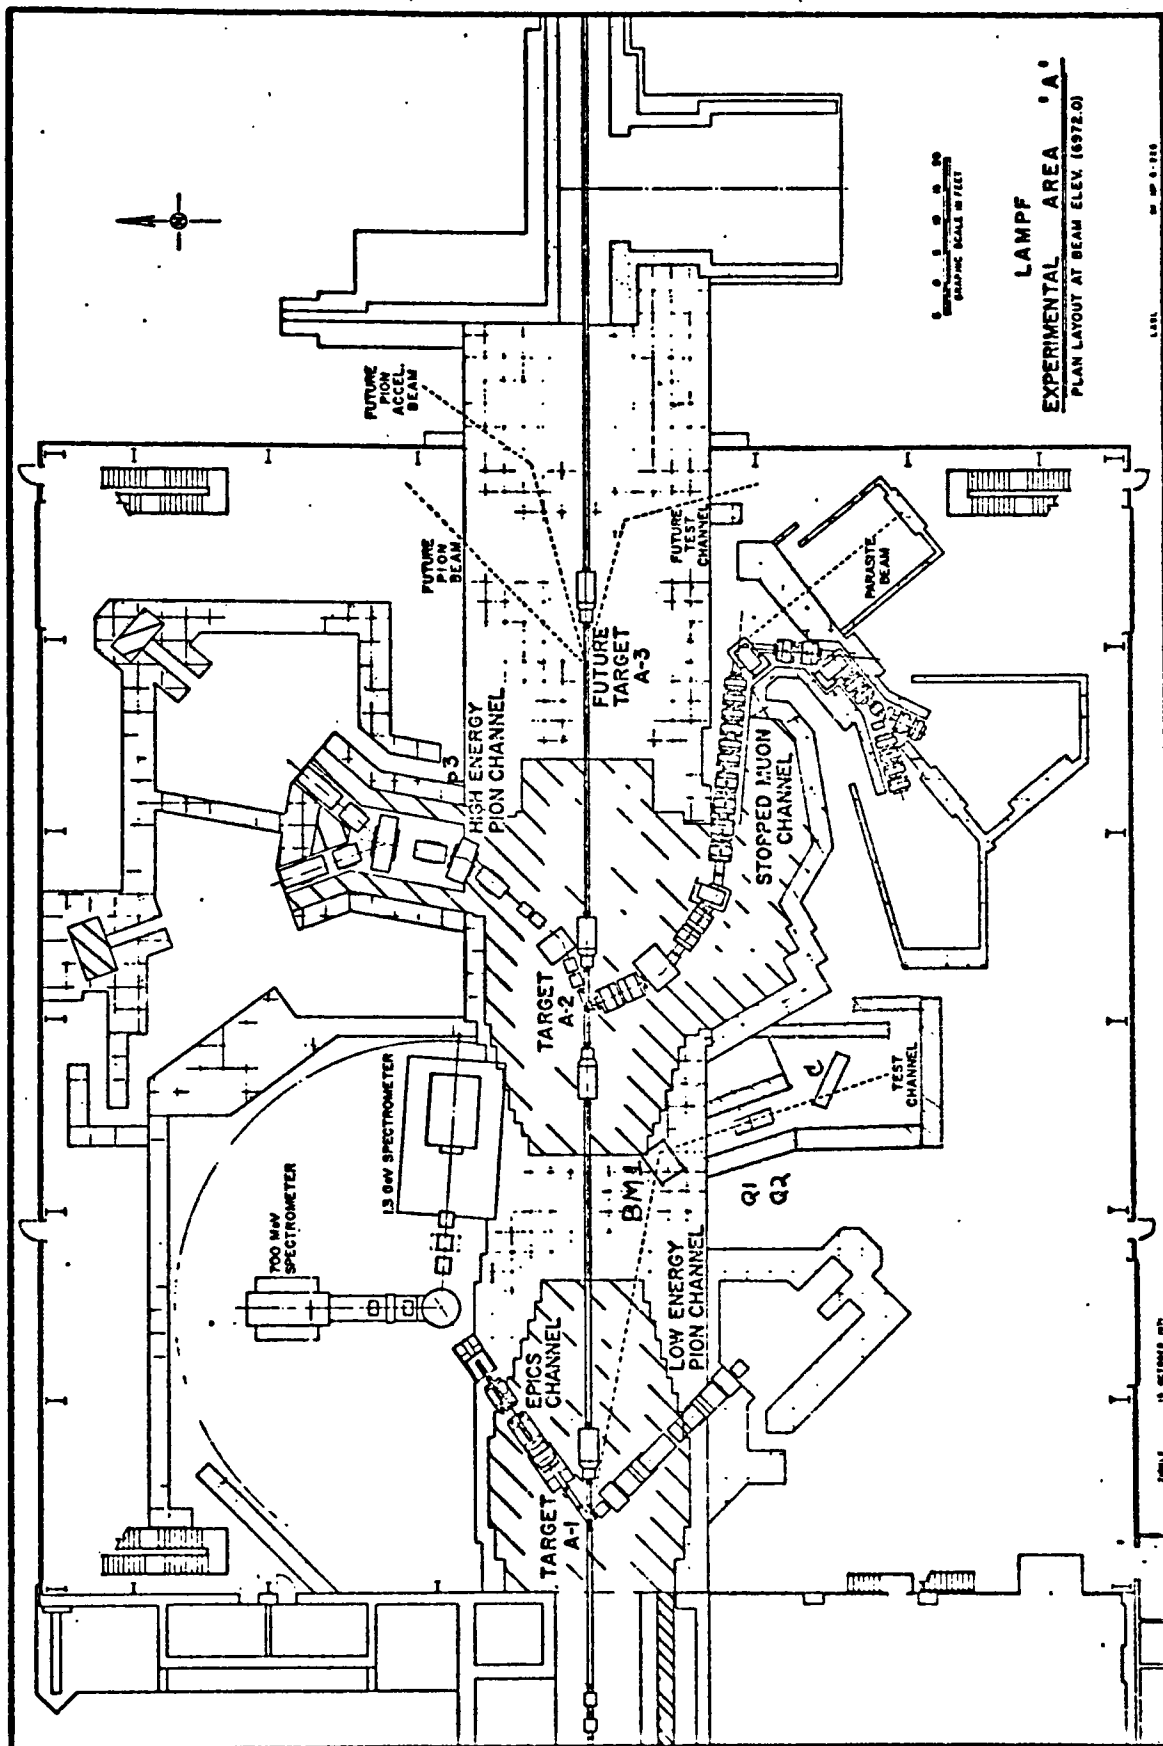 LAMPF
EXPERIMENTAL AREA 'A'
PLAN LAYOUT AT BEAM ELEV. (6972.0)
GRAPHIC SCALE IN FEET
N
FUTURE
PION
ACCEL.
BEAM
FUTURE
PION
BEAM
FUTURE
TEST
CHANNEL
PARASITE
BEAM
FUTURE
TARGET
A-3
P3
HIGH ENERGY
PION CHANNEL
STOPPED MUON
CHANNEL
TARGET
A-2
1.3 GeV SPECTROMETER
700 MeV
SPECTROMETER
C
TEST
CHANNEL
BM1
Q1
Q2
LOW ENERGY
PION CHANNEL
EPICS
CHANNEL
TARGET
A-1